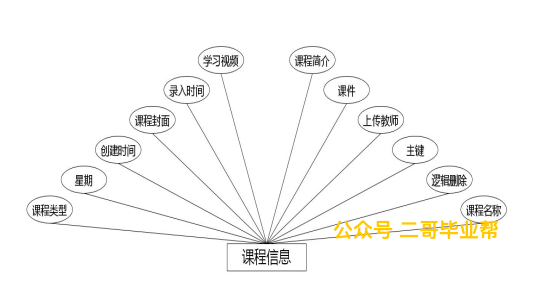 学习视频
课程简介
录入时间
课件
课程封面
上传教师
创建时间
主键
星期
逻辑删除
课程类型
课程名称
公众号 二哥毕业帮
课程信息